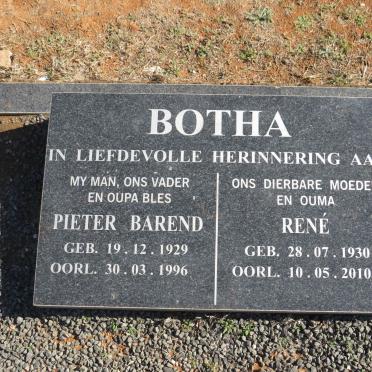 BOTHA
IN LIEFDEVOLLE HERINNERING AA
MY MAN, ONS VADER
EN OUPA BLES
PIETER BAREND
GEB. 19.12.1929
OORL. 30.03.1996
ONS DIERBARE MOEDE
EN OUMA
RENÉ
GEB. 28.07.1930
OORL. 10.05.2010